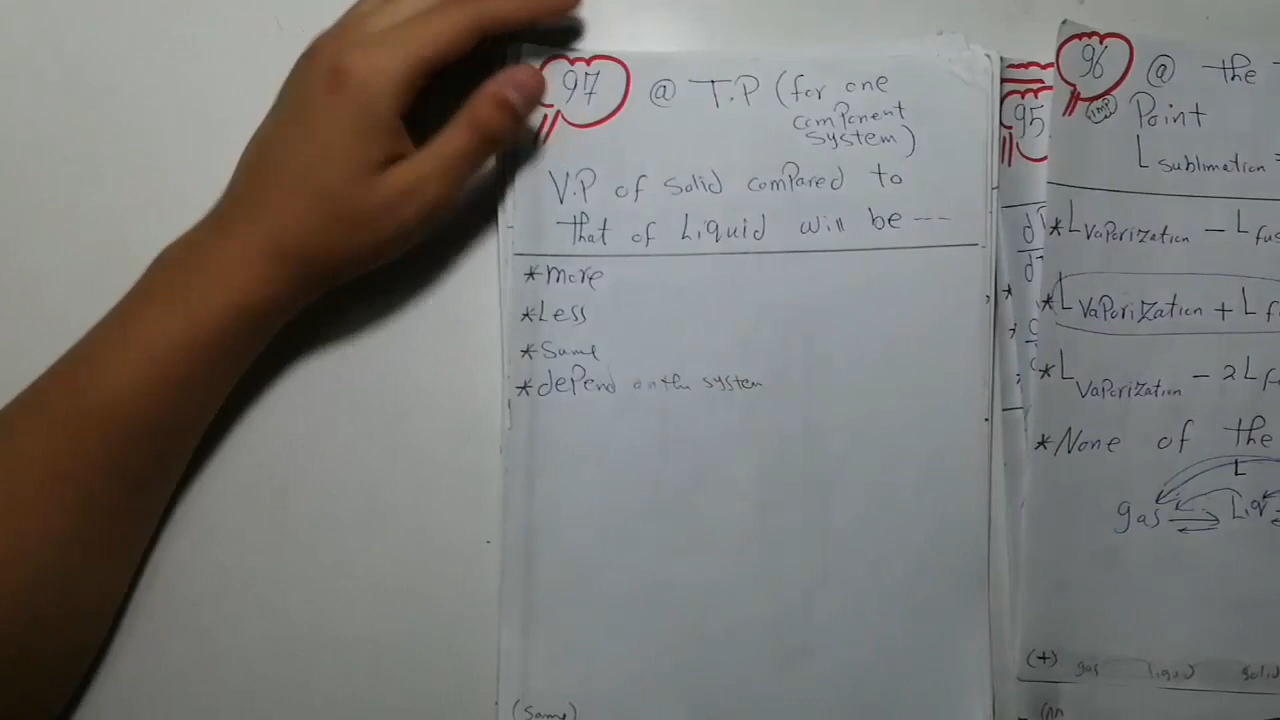 97 @ T.P (for one
component
system)
V.P of solid compared to
that of Liquid will be ---
*more
*Less
*Same
*depend on the system
(Same)
95
96 @ the
IMP Point
L sublimation =
*L vaporization - L fus
*L vaporization + L f
*L vaporization - 2 L f
*None of the
L
gas Liq
(+) gas liquid solid